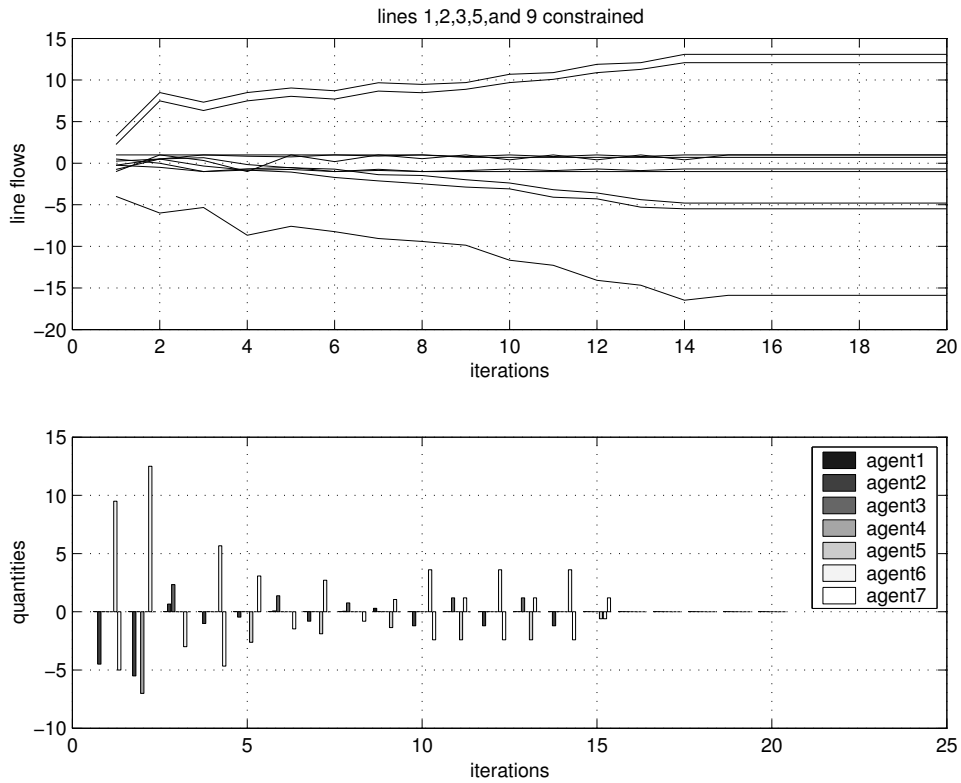 lines 1,2,3,5,and 9 constrained
15
10
5
0
−5
−10
−15
−20
line flows
0 2 4 6 8 10 12 14 16 18 20
iterations
15
10
5
0
−5
−10
quantities
agent1
agent2
agent3
agent4
agent5
agent6
agent7
0 5 10 15 20 25
iterations